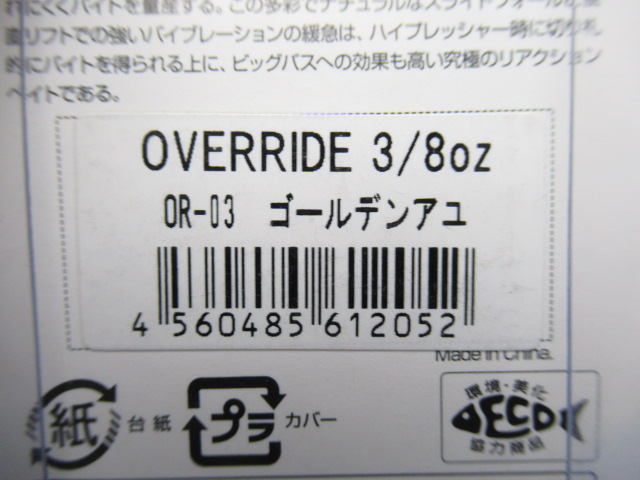 れにくくバイトを量産する。この多彩でナチュラルなスライドフォールと
リフトでの強いバイブレーションの緩急は、ハイプレッシャー時に切り札
的にバイトを得られる上に、ビッグバスへの効果も高い究極のリアクション
ベイトである。
OVERRIDE 3/8oz
OR-03 ゴールデンアユ
4 560485 612052
Made in China.
紙 台紙 プラ カバー
環境・美化
ECO
協力商品